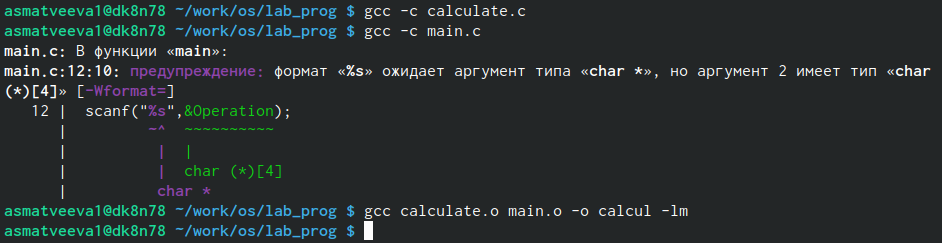 asmatveeva1@dk8n78 ~/work/os/lab_prog $ gcc -c calculate.c
asmatveeva1@dk8n78 ~/work/os/lab_prog $ gcc -c main.c
main.c: В функции «main»:
main.c:12:10: предупреждение: формат «%s» ожидает аргумент типа «char *», но аргумент 2 имеет тип «char
(*)[4]» [-Wformat=]
   12 |  scanf("%s",&Operation);
      |         ~^  ~~~~~~~~~~
      |          |  |
      |          |  char (*)[4]
      |          char *
asmatveeva1@dk8n78 ~/work/os/lab_prog $ gcc calculate.o main.o -o calcul -lm
asmatveeva1@dk8n78 ~/work/os/lab_prog $